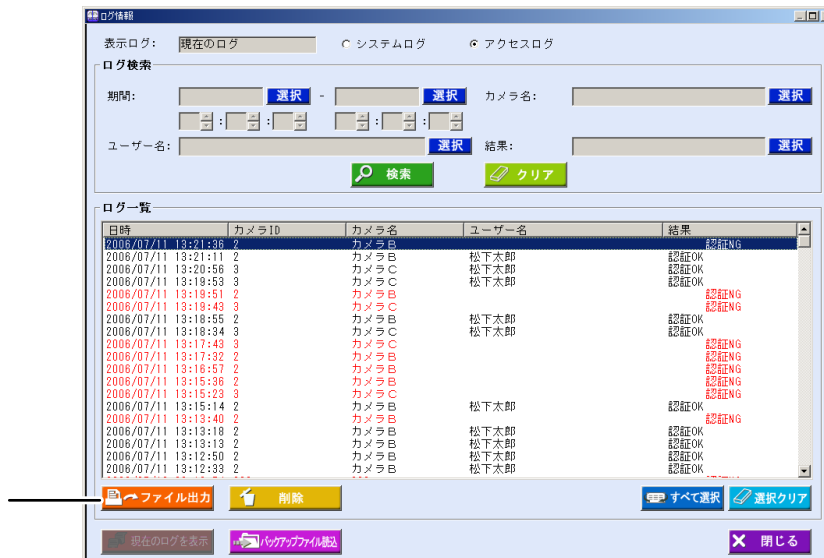 ログ情報
表示ログ: 現在のログ システムログ アクセスログ
ログ検索
期間: 選択 - 選択 カメラ名: 選択
: : : :
ユーザー名: 選択 結果: 選択
検索 クリア
ログ一覧
日時 カメラID カメラ名 ユーザー名 結果
2006/07/11 13:21:36 2 カメラB 認証NG
2006/07/11 13:21:11 2 カメラB 松下太郎 認証OK
2006/07/11 13:20:56 3 カメラC 松下太郎 認証OK
2006/07/11 13:19:53 3 カメラC 松下太郎 認証OK
2006/07/11 13:19:51 2 カメラB 認証NG
2006/07/11 13:19:43 3 カメラC 認証NG
2006/07/11 13:18:55 2 カメラB 松下太郎 認証OK
2006/07/11 13:18:34 3 カメラC 松下太郎 認証OK
2006/07/11 13:17:43 3 カメラC 認証NG
2006/07/11 13:17:32 2 カメラB 認証NG
2006/07/11 13:16:57 2 カメラB 認証NG
2006/07/11 13:15:36 2 カメラB 認証NG
2006/07/11 13:15:23 3 カメラC 認証NG
2006/07/11 13:15:14 2 カメラB 松下太郎 認証OK
2006/07/11 13:13:40 2 カメラB 認証NG
2006/07/11 13:13:18 2 カメラB 松下太郎 認証OK
2006/07/11 13:13:13 2 カメラB 松下太郎 認証OK
2006/07/11 13:12:50 2 カメラB 松下太郎 認証OK
2006/07/11 13:12:33 2 カメラB 松下太郎 認証OK
ファイル出力 削除 すべて選択 選択クリア
現在のログを表示 バックアップファイル読込 閉じる